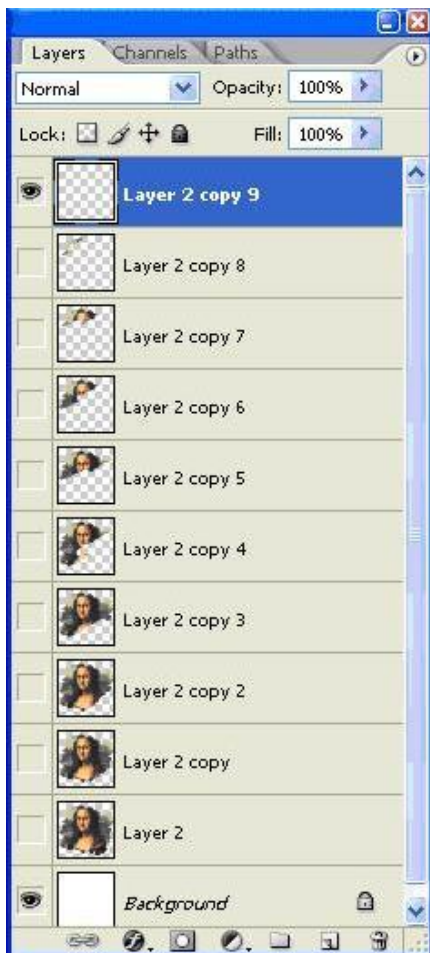 Layers Channels Paths
Normal Opacity: 100%
Lock: Fill: 100%
Layer 2 copy 9
Layer 2 copy 8
Layer 2 copy 7
Layer 2 copy 6
Layer 2 copy 5
Layer 2 copy 4
Layer 2 copy 3
Layer 2 copy 2
Layer 2 copy
Layer 2
Background